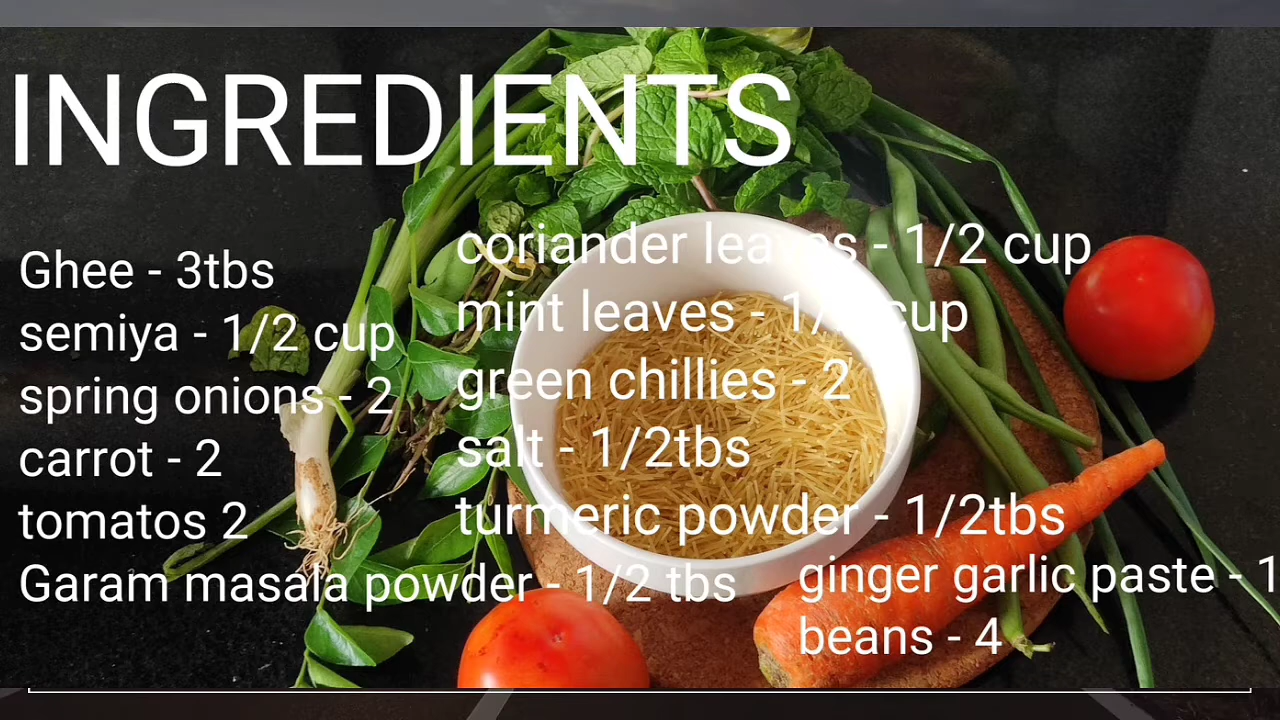 INGREDIENTS
Ghee - 3tbs
semiya - 1/2 cup
spring onions - 2
carrot - 2
tomatos 2
Garam masala powder - 1/2 tbs
coriander leaves - 1/2 cup
mint leaves - 1/2 cup
green chillies - 2
salt - 1/2tbs
turmeric powder - 1/2tbs
ginger garlic paste - 1
beans - 4